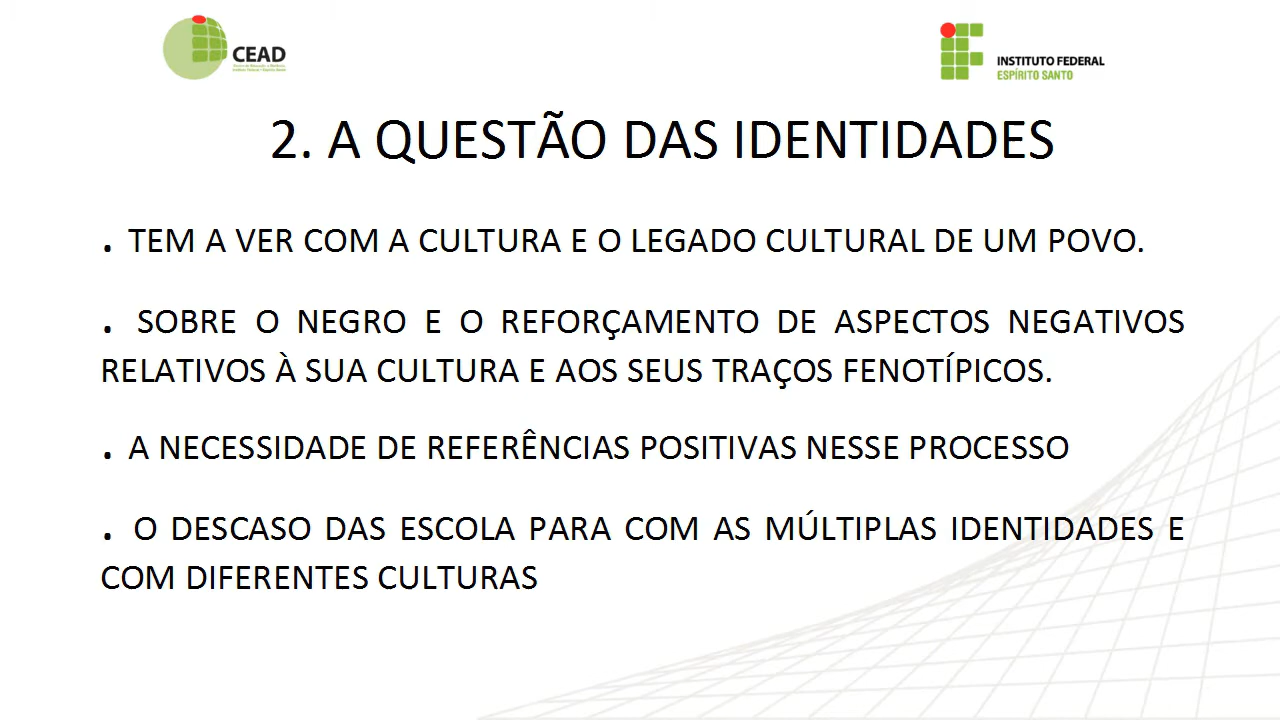 CEAD
INSTITUTO FEDERAL
ESPÍRITO SANTO
2. A QUESTÃO DAS IDENTIDADES
. TEM A VER COM A CULTURA E O LEGADO CULTURAL DE UM POVO.
. SOBRE O NEGRO E O REFORÇAMENTO DE ASPECTOS NEGATIVOS
RELATIVOS À SUA CULTURA E AOS SEUS TRAÇOS FENOTÍPICOS.
. A NECESSIDADE DE REFERÊNCIAS POSITIVAS NESSE PROCESSO
. O DESCASO DAS ESCOLA PARA COM AS MÚLTIPLAS IDENTIDADES E
COM DIFERENTES CULTURAS